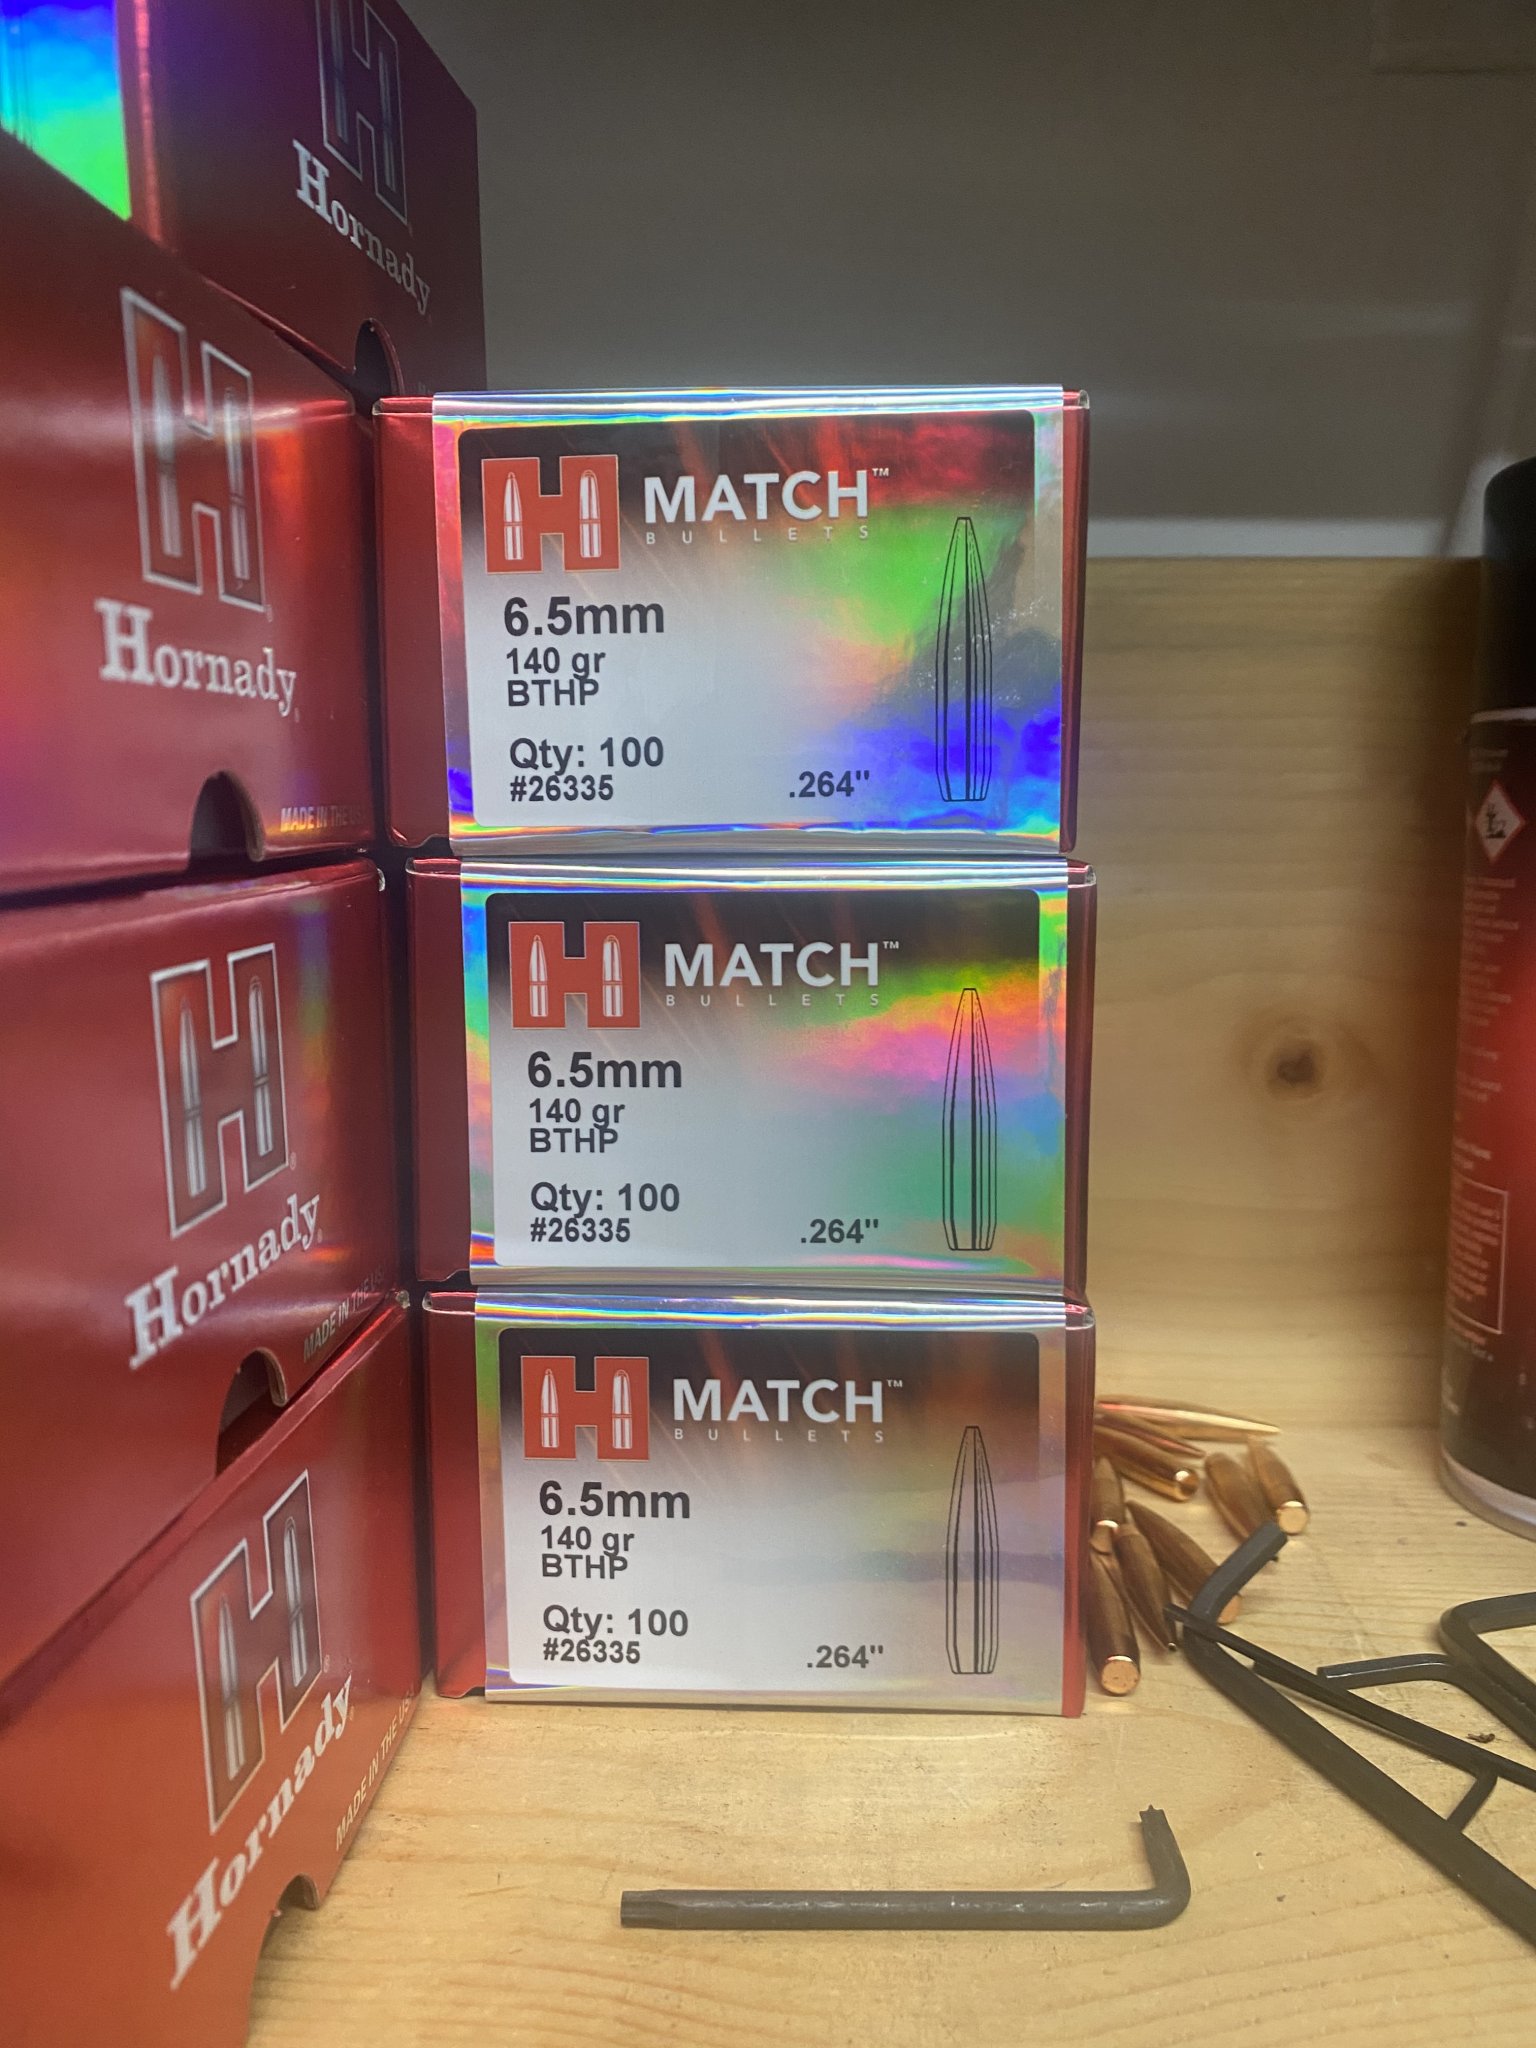 Hornady
Hornady
MADE IN THE USA
Hornady
MADE IN THE USA
Hornady
MADE IN THE USA
H MATCH™
BULLETS
6.5mm
140 gr
BTHP
Qty: 100
#26335 .264"
H MATCH™
BULLETS
6.5mm
140 gr
BTHP
Qty: 100
#26335 .264"
H MATCH™
BULLETS
6.5mm
140 gr
BTHP
Qty: 100
#26335 .264"